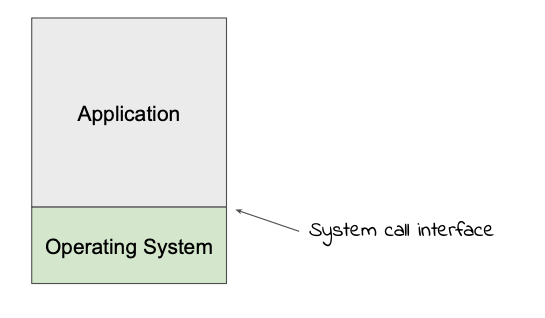 Application
Operating System
System call interface